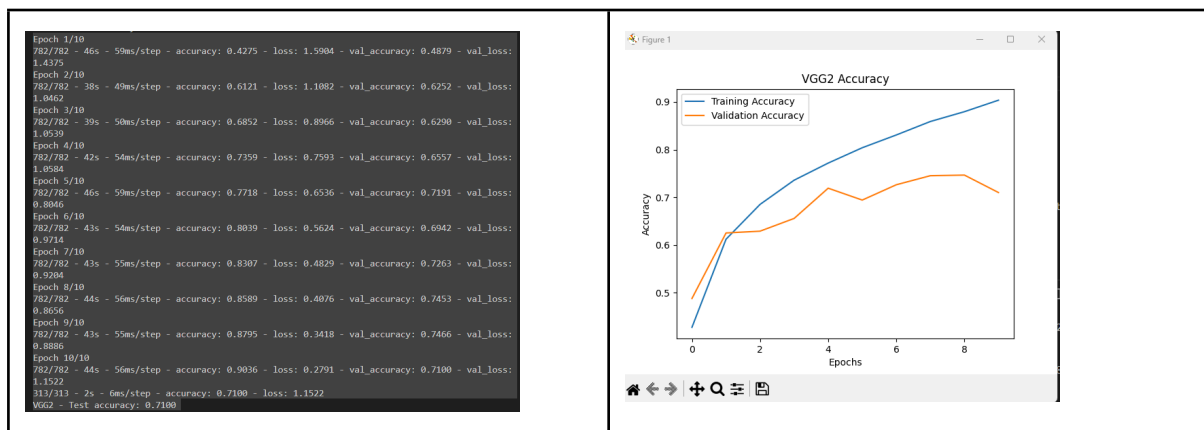 Epoch 1/10
782/782 - 46s - 59ms/step - accuracy: 0.4275 - loss: 1.5904 - val_accuracy: 0.4879 - val_loss:
1.4375
Epoch 2/10
782/782 - 38s - 49ms/step - accuracy: 0.6121 - loss: 1.1082 - val_accuracy: 0.6252 - val_loss:
1.0462
Epoch 3/10
782/782 - 39s - 50ms/step - accuracy: 0.6852 - loss: 0.8966 - val_accuracy: 0.6290 - val_loss:
1.0539
Epoch 4/10
782/782 - 42s - 54ms/step - accuracy: 0.7359 - loss: 0.7593 - val_accuracy: 0.6557 - val_loss:
1.0584
Epoch 5/10
782/782 - 46s - 59ms/step - accuracy: 0.7718 - loss: 0.6536 - val_accuracy: 0.7191 - val_loss:
0.8046
Epoch 6/10
782/782 - 43s - 54ms/step - accuracy: 0.8039 - loss: 0.5624 - val_accuracy: 0.6942 - val_loss:
0.9714
Epoch 7/10
782/782 - 43s - 55ms/step - accuracy: 0.8307 - loss: 0.4829 - val_accuracy: 0.7263 - val_loss:
0.9204
Epoch 8/10
782/782 - 44s - 56ms/step - accuracy: 0.8589 - loss: 0.4076 - val_accuracy: 0.7453 - val_loss:
0.8656
Epoch 9/10
782/782 - 43s - 55ms/step - accuracy: 0.8795 - loss: 0.3418 - val_accuracy: 0.7466 - val_loss:
0.8886
Epoch 10/10
782/782 - 44s - 56ms/step - accuracy: 0.9036 - loss: 0.2791 - val_accuracy: 0.7100 - val_loss:
1.1522
313/313 - 2s - 6ms/step - accuracy: 0.7100 - loss: 1.1522
VGG2 - Test accuracy: 0.7100
Figure 1
VGG2 Accuracy
Training Accuracy
Validation Accuracy
Accuracy
0.9
0.8
0.7
0.6
0.5
0 2 4 6 8
Epochs